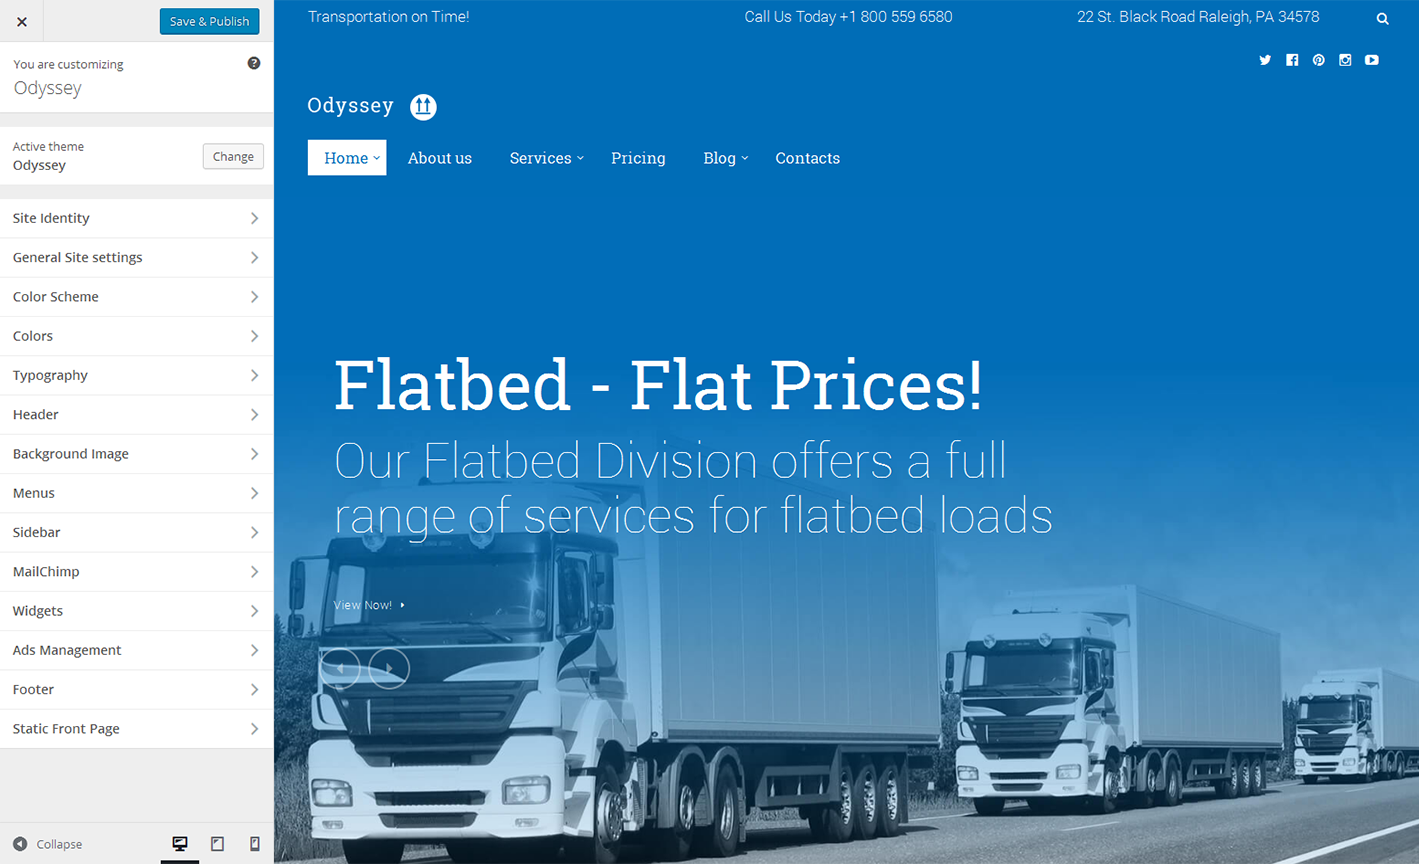 Save & Publish
You are customizing
Odyssey
Active theme
Odyssey
Change
Site Identity
General Site settings
Color Scheme
Colors
Typography
Header
Background Image
Menus
Sidebar
MailChimp
Widgets
Ads Management
Footer
Static Front Page
Collapse
Transportation on Time!
Call Us Today +1 800 559 6580
22 St. Black Road Raleigh, PA 34578
Odyssey
Home
About us
Services
Pricing
Blog
Contacts
Flatbed - Flat Prices!
Our Flatbed Division offers a full
range of services for flatbed loads
View Now!